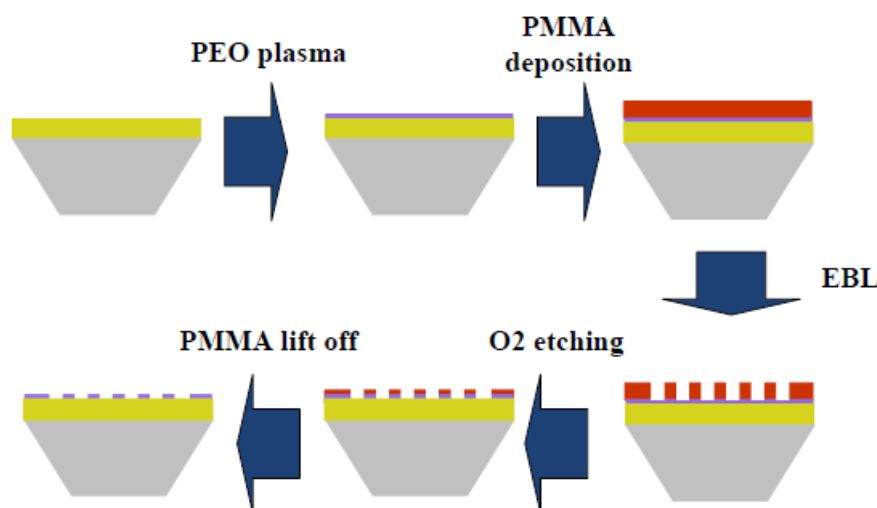 PEO plasma
PMMA
deposition
EBL
O2 etching
PMMA lift off